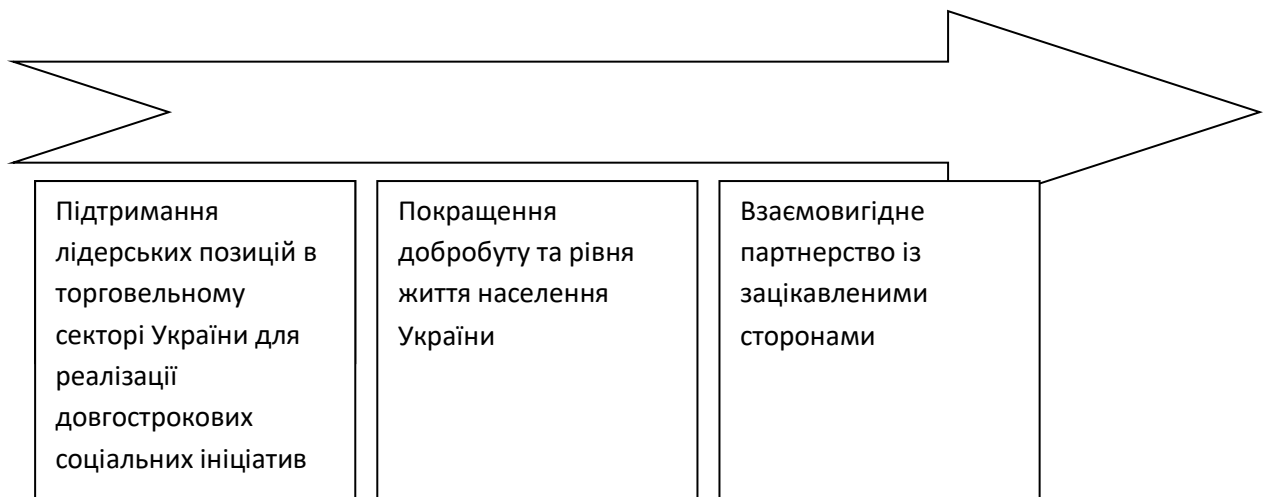 Підтримання
лідерських позицій в
торговельному
секторі України для
реалізації
довгострокових
соціальних ініціатив
Покращення
добробуту та рівня
життя населення
України
Взаємовигідне
партнерство із
зацікавленими
сторонами